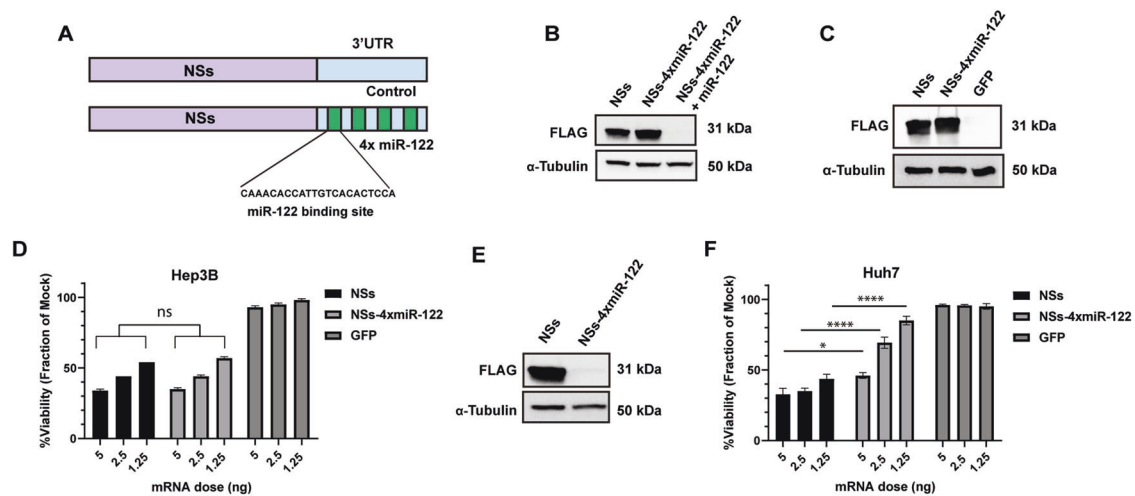 A
3'UTR
NSs
Control
NSs
4x miR-122
CAAACACCATTGTCACACTCCA
miR-122 binding site
B
NSs
NSs-4xmiR-122
NSs-4xmiR-122
+ miR-122
FLAG
31 kDa
α-Tubulin
50 kDa
C
NSs
NSs-4xmiR-122
GFP
FLAG
31 kDa
α-Tubulin
50 kDa
D
Hep3B
%Viability (Fraction of Mock)
100
50
0
ns
NSs
NSs-4xmiR-122
GFP
5 2.5 1.25 5 2.5 1.25 5 2.5 1.25
mRNA dose (ng)
E
NSs
NSs-4xmiR-122
FLAG
31 kDa
α-Tubulin
50 kDa
F
Huh7
%Viability (Fraction of Mock)
100
50
0
****
****
*
NSs
NSs-4xmiR-122
GFP
5 2.5 1.25 5 2.5 1.25 5 2.5 1.25
mRNA dose (ng)